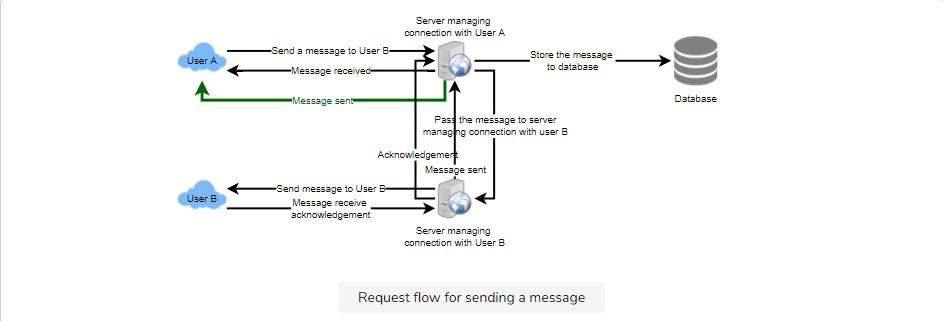 Server managing
connection with User A
User A
Send a message to User B
Message received
Message sent
Store the message
to database
Database
Pass the message to server
managing connection with user B
Acknowledgement
Message sent
User B
Send message to User B
Message receive
acknowledgement
Server managing
connection with User B
Request flow for sending a message